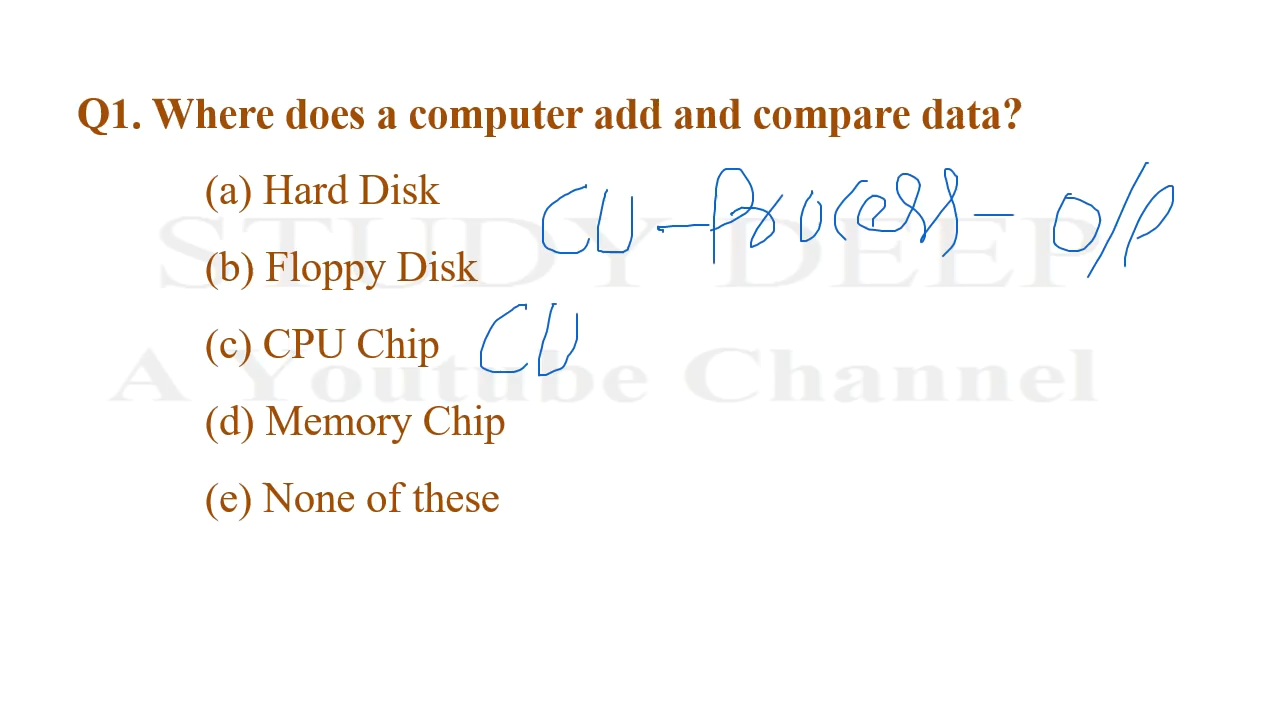 Q1. Where does a computer add and compare data?
(a) Hard Disk
CU - Process - O/P
(b) Floppy Disk
STUDY DEEP
(c) CPU Chip CU
A Youtube Channel
(d) Memory Chip
(e) None of these